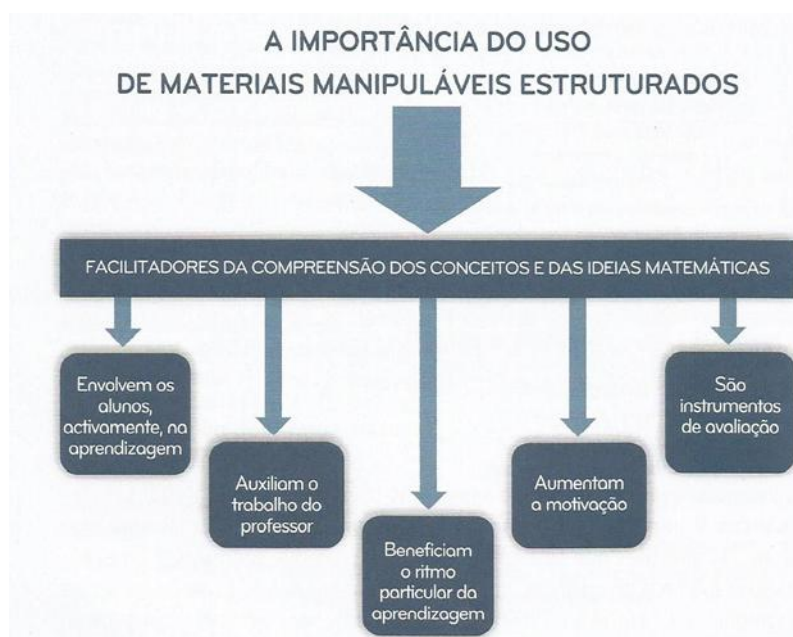 A IMPORTÂNCIA DO USO
DE MATERIAIS MANIPULÁVEIS ESTRUTURADOS
FACILITADORES DA COMPREENSÃO DOS CONCEITOS E DAS IDEIAS MATEMÁTICAS
Envolvem os
alunos,
activamente, na
aprendizagem
Auxiliam o
trabalho do
professor
Beneficiam
o ritmo
particular da
aprendizagem
Aumentam
a motivação
São
instrumentos
de avaliação